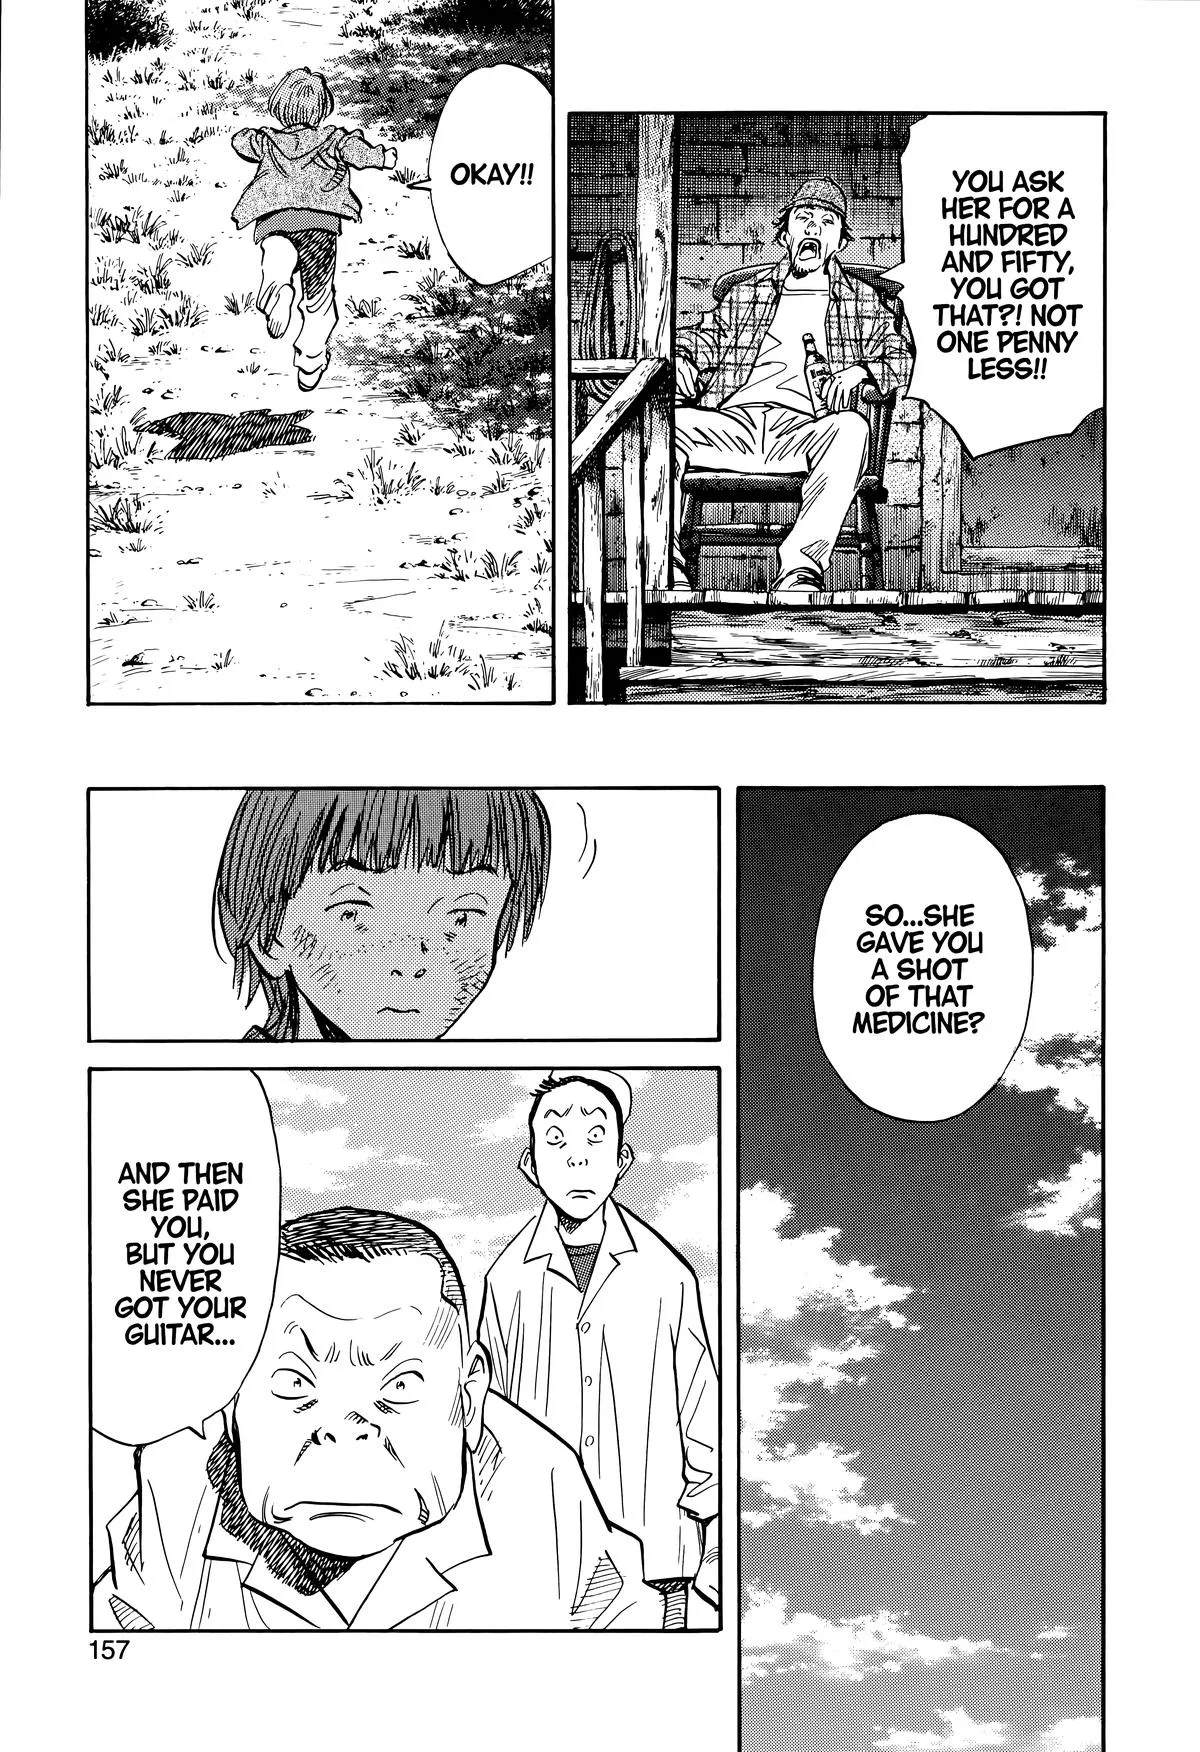 YOU ASK
HER FOR A
HUNDRED
AND FIFTY,
YOU GOT
THAT?! NOT
ONE PENNY
LESS!!
OKAY!!
SO...SHE
GAVE YOU
A SHOT
OF THAT
MEDICINE?
AND THEN
SHE PAID
YOU,
BUT YOU
NEVER
GOT YOUR
GUITAR...
157